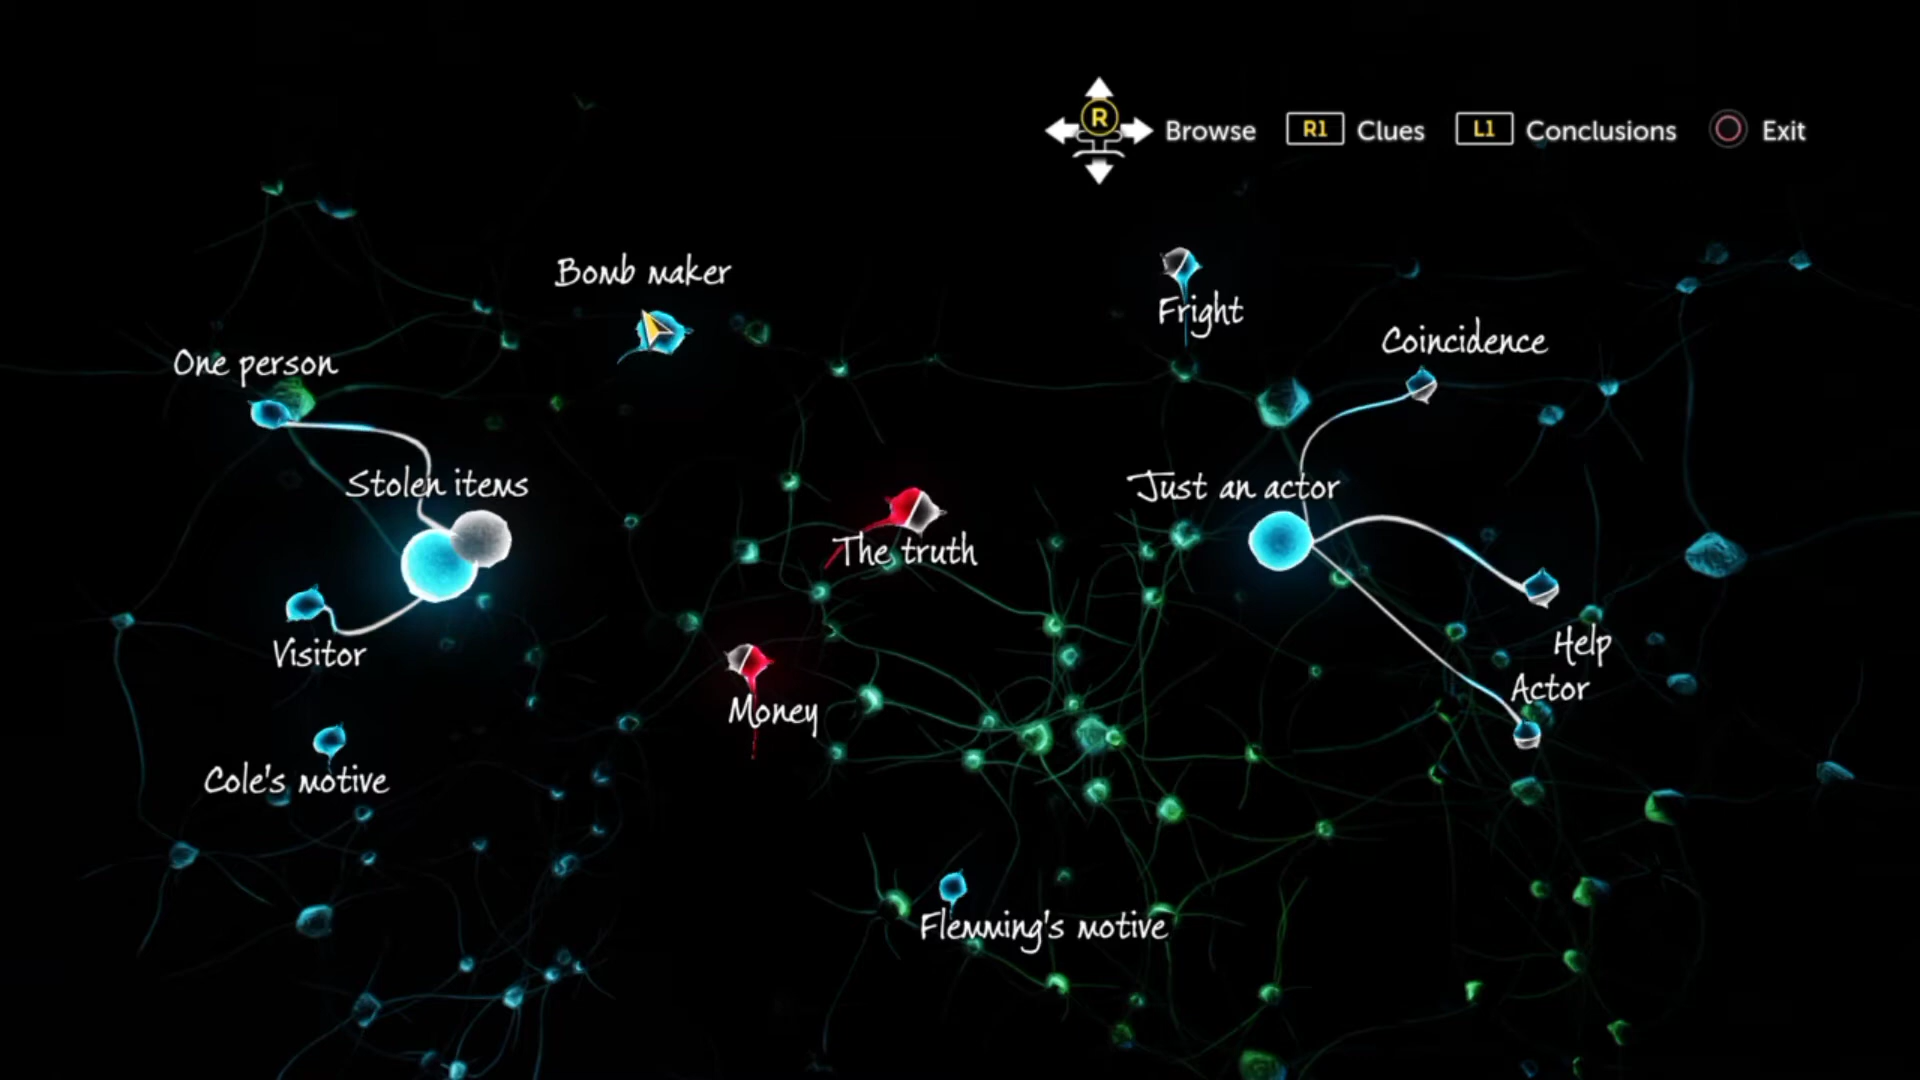 R Browse R1 Clues L1 Conclusions Exit
Bomb maker
Fright
Coincidence
One person
Stolen items
Just an actor
The truth
Help
Visitor
Actor
Money
Cole's motive
Flemming's motive